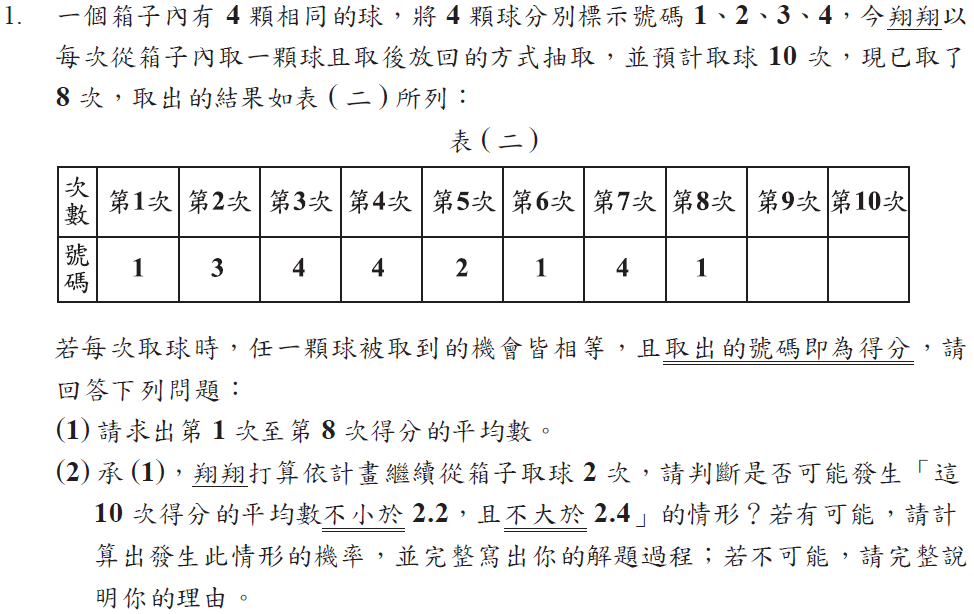 1. 一個箱子內有 4 顆相同的球,將 4 顆球分別標示號碼 1、2、3、4,今翔翔以
每次從箱子內取一顆球且取後放回的方式抽取,並預計取球 10 次,現已取了
8 次,取出的結果如表(二)所列:
表(二)
次數 第1次 第2次 第3次 第4次 第5次 第6次 第7次 第8次 第9次 第10次
號碼 1 3 4 4 2 1 4 1
若每次取球時,任一顆球被取到的機會皆相等,且取出的號碼即為得分,請
回答下列問題:
(1) 請求出第 1 次至第 8 次得分的平均數。
(2) 承 (1),翔翔打算依計畫繼續從箱子取球 2 次,請判斷是否可能發生「這
10 次得分的平均數不小於 2.2,且不大於 2.4」的情形?若有可能,請計
算出發生此情形的機率,並完整寫出你的解題過程;若不可能,請完整說
明你的理由。